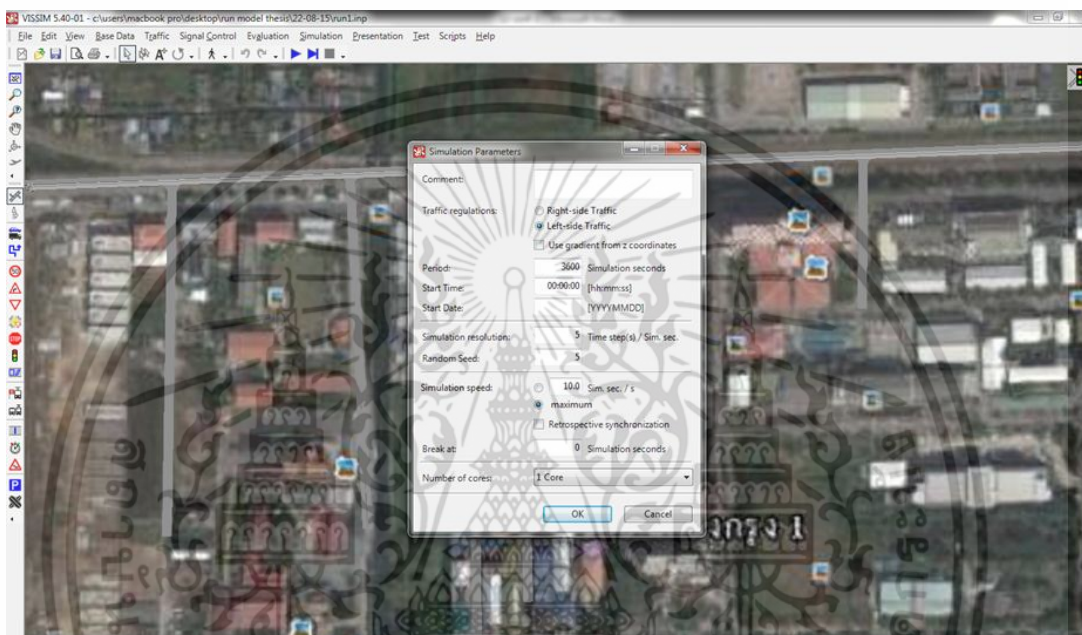 VISSIM 5.40-01 - c:\users\macbook pro\desktop\run model thesis\22-08-15\run1.inp
File Edit View Base Data Traffic Signal Control Evaluation Simulation Presentation Test Scripts Help
Simulation Parameters
Comment:
Traffic regulations: Right-side Traffic
Left-side Traffic
Use gradient from z coordinates
Period: 3600 Simulation seconds
Start Time: 00:00:00 [hh:mm:ss]
Start Date: [YYYYMMDD]
Simulation resolution: 5 Time step(s) / Sim. sec.
Random Seed: 5
Simulation speed: 10.0 Sim. sec. / s
maximum
Retrospective synchronization
Break at: 0 Simulation seconds
Number of cores: 1 Core
OK Cancel